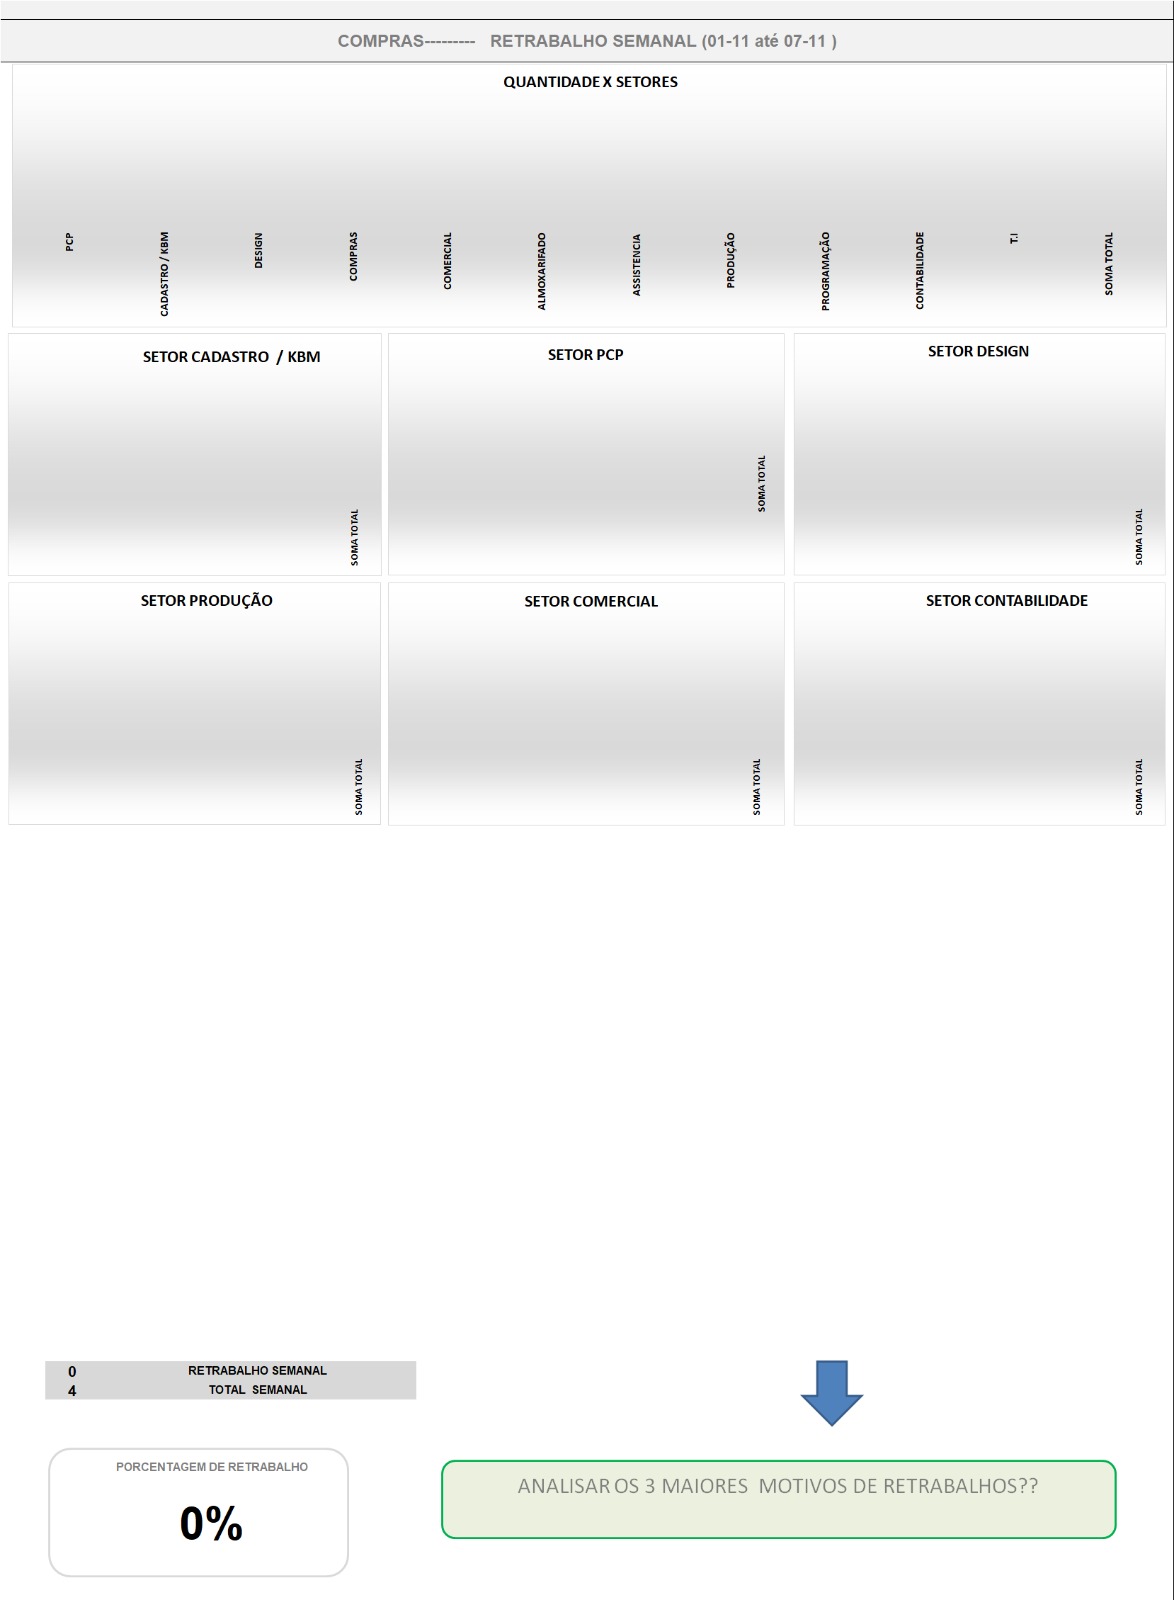 COMPRAS--------- RETRABALHO SEMANAL (01-11 até 07-11 )
QUANTIDADE X SETORES
PCP
CADASTRO / KBM
DESIGN
COMPRAS
COMERCIAL
ALMOXARIFADO
ASSISTENCIA
PRODUÇÃO
PROGRAMAÇÃO
CONTABILIDADE
T.I
SOMA TOTAL
SETOR CADASTRO / KBM
SOMA TOTAL
SETOR PCP
SOMA TOTAL
SETOR DESIGN
SOMA TOTAL
SETOR PRODUÇÃO
SOMA TOTAL
SETOR COMERCIAL
SOMA TOTAL
SETOR CONTABILIDADE
SOMA TOTAL
0 RETRABALHO SEMANAL
4 TOTAL SEMANAL
PORCENTAGEM DE RETRABALHO
0%
ANALISAR OS 3 MAIORES MOTIVOS DE RETRABALHOS??